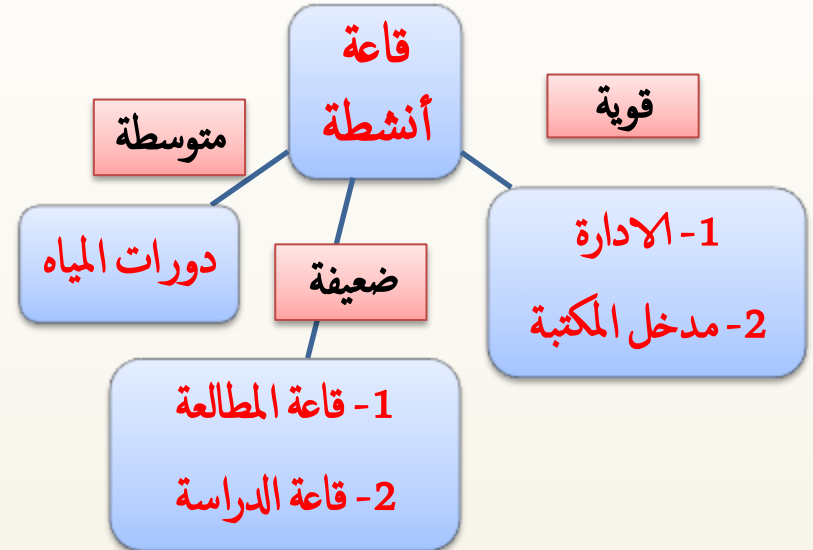 قاعة
أنشطة
قوية
1- الادارة
2- مدخل المكتبة
متوسطة
دورات المياه
ضعيفة
1- قاعة المطالعة
2- قاعة الدراسة